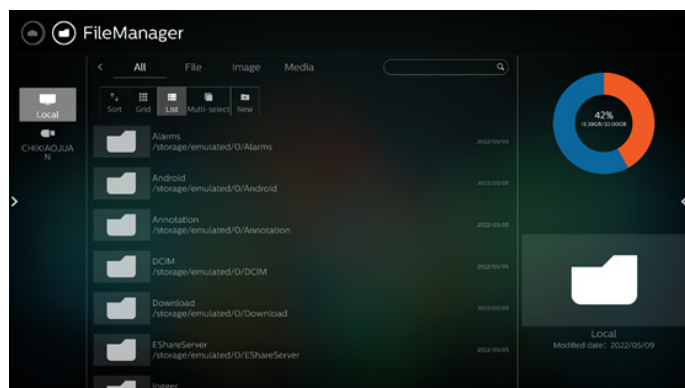 FileManager
All File Image Media
Sort Grid List Multi-select New
Local
CHIXIAOJUA
N
Alarms
/storage/emulated/0/Alarms
Android
/storage/emulated/0/Android
Annotation
/storage/emulated/0/Annotation
DCIM
/storage/emulated/0/DCIM
Download
/storage/emulated/0/Download
EShareServer
/storage/emulated/0/EShareServer
logger
42%
Local
Modified date: 2022/05/09